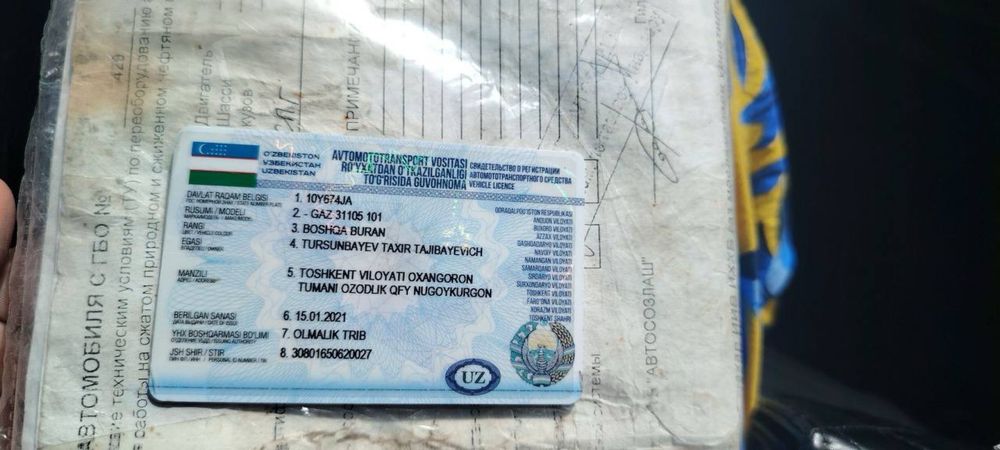 O'ZBEKISTON
ЎЗБЕКИСТАН
UZBEKISTAN
AVTOMOTOTRANSPORT VOSITASI
RO'YXATDAN O'TKAZILGANLIGI
TO'G'RISIDA GUVOHNOMA
СВИДЕТЕЛЬСТВО О РЕГИСТРАЦИИ
АВТОМОТОТРАНСПОРТНОГО СРЕДСТВА
VEHICLE LICENCE
DAVLAT RAQAM BELGISI
1. 10Y674JA
RUSUMI / MODELI
2. - GAZ 31105 101
RANGI
3. BOSHQA BURAN
EGASI
4. TURSUNBAYEV TAXIR TAJIBAYEVICH
MANZILI
5. TOSHKENT VILOYATI OXANGORON
TUMANI OZODLIK QFY NUGOYKURGON
BERILGAN SANASI
6. 15.01.2021
YHX BOSHQARMASI BO'LIMI
7. OLMALIK TRIB
JSH SHIR / STIR
8. 30801650620027
QORAQALPOG'ISTON RESPUBLIKASI
ANDIJON VILOYATI
BUXORO VILOYATI
JIZZAX VILOYATI
QASHQADARYO VILOYATI
NAVOIY VILOYATI
NAMANGAN VILOYATI
SAMARQAND VILOYATI
SIRDARYO VILOYATI
SURXONDARYO VILOYATI
TOSHKENT VILOYATI
FARG'ONA VILOYATI
XORAZM VILOYATI
TOSHKENT SHAHRI
UZ
АВТОМОБИЛЯ С ГБО №
техническим условиям (ТУ) по переоборудованию
работы на сжатом природном и сжиженном нефтяном
Двигатель
Шасси
ПРИМЕЧАНИ
"АВТОСОЗЛАШ"